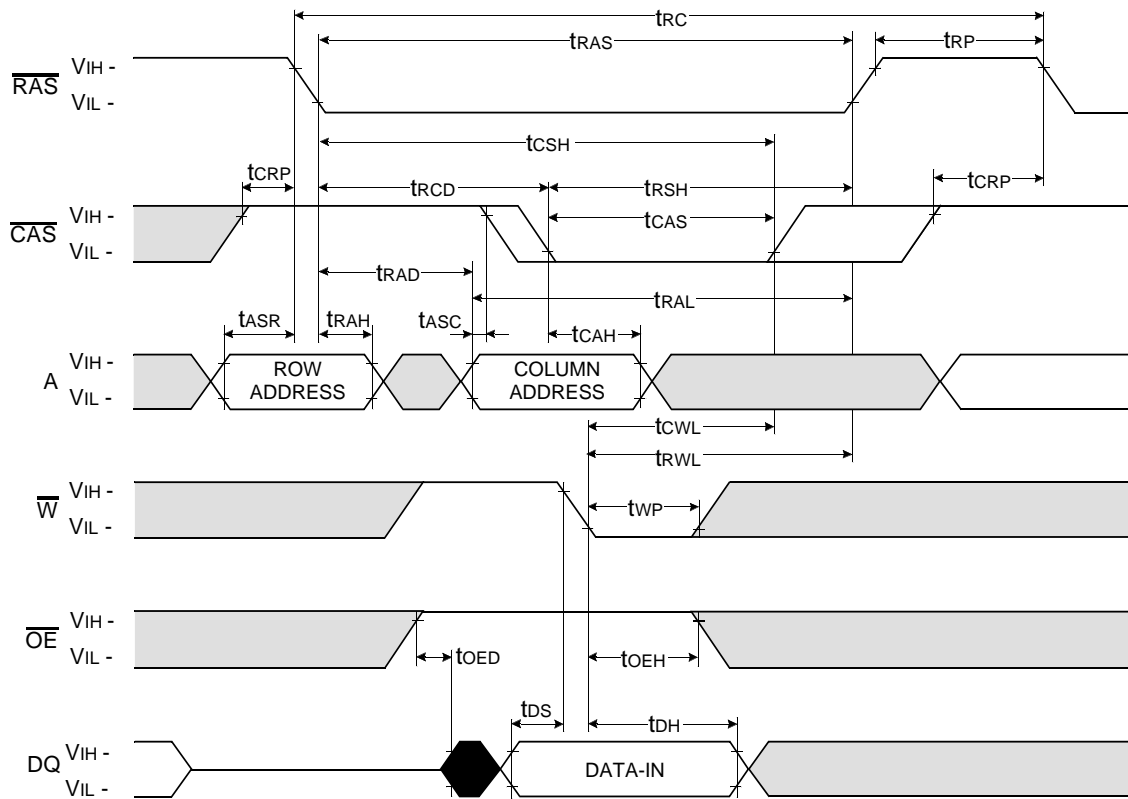 tRC
tRAS
tRP
RAS
VIH -
VIL -
tCSH
tCRP
tRCD
tRSH
tCRP
CAS
VIH -
VIL -
tCAS
tRAD
tRAL
tASR
tRAH
tASC
tCAH
A
VIH -
VIL -
ROW
ADDRESS
COLUMN
ADDRESS
tCWL
tRWL
W
VIH -
VIL -
tWP
OE
VIH -
VIL -
tOED
tOEH
tDS
tDH
DQ
VIH -
VIL -
DATA-IN